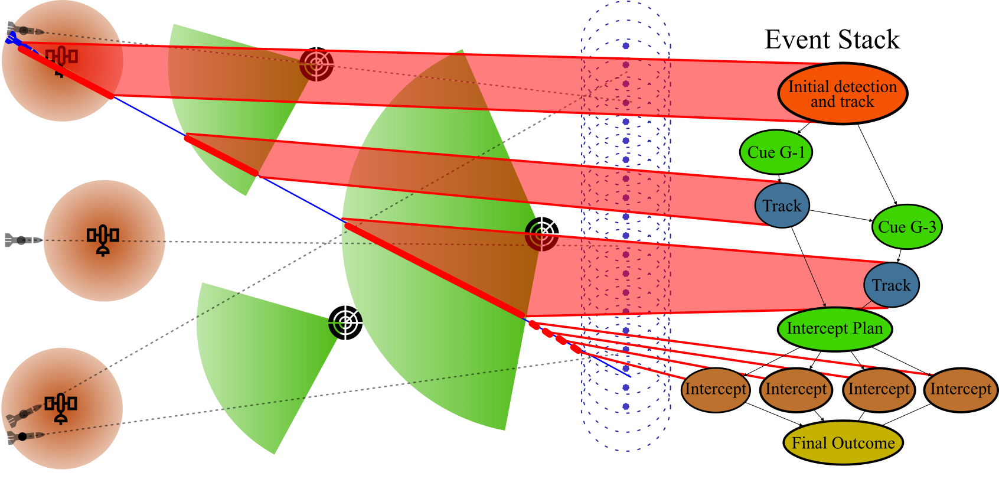 Event Stack
Initial detection
and track
Cue G-1
Track
Cue G-3
Track
Intercept Plan
Intercept
Intercept
Intercept
Intercept
Final Outcome